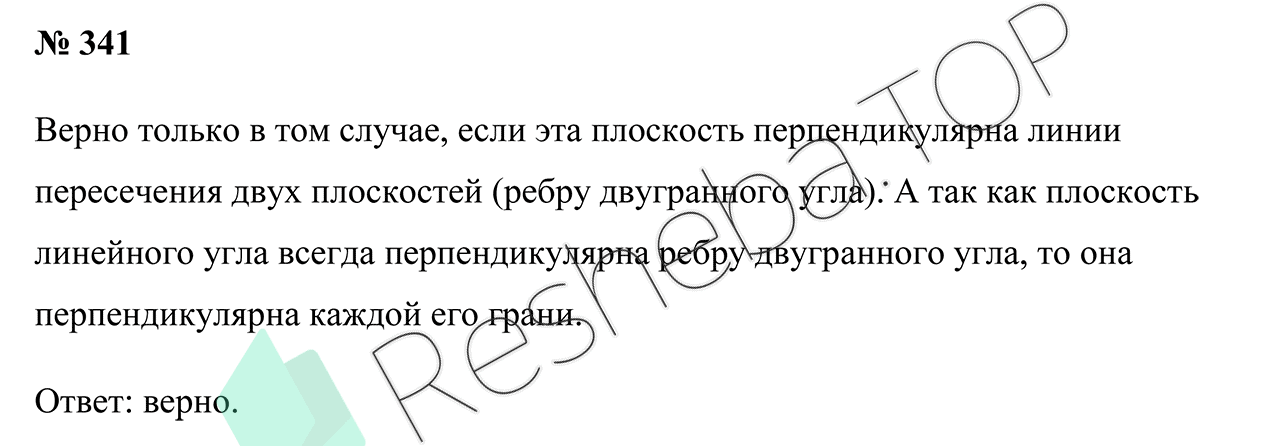 № 341
Верно только в том случае, если эта плоскость перпендикулярна линии
пересечения двух плоскостей (ребру двугранного угла). А так как плоскость
линейного угла всегда перпендикулярна ребру двугранного угла, то она
перпендикулярна каждой его грани.
Ответ: верно.
Resheba.TOP